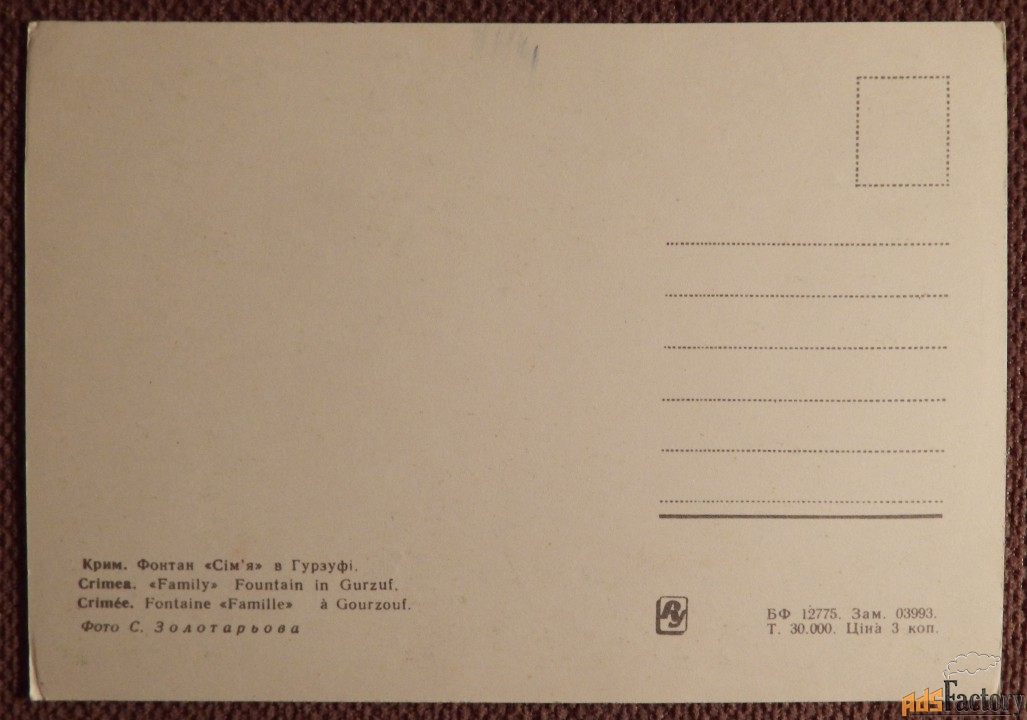 Крим. Фонтан «Сім'я» в Гурзуфі.
Crimea. «Family» Fountain in Gurzuf.
Crimée. Fontaine «Famille» à Gourzouf.
Фото С. Золотарьова
РУ
БФ 12775. Зам. 03993.
Т. 30.000. Ціна 3 коп.
AdsFactory